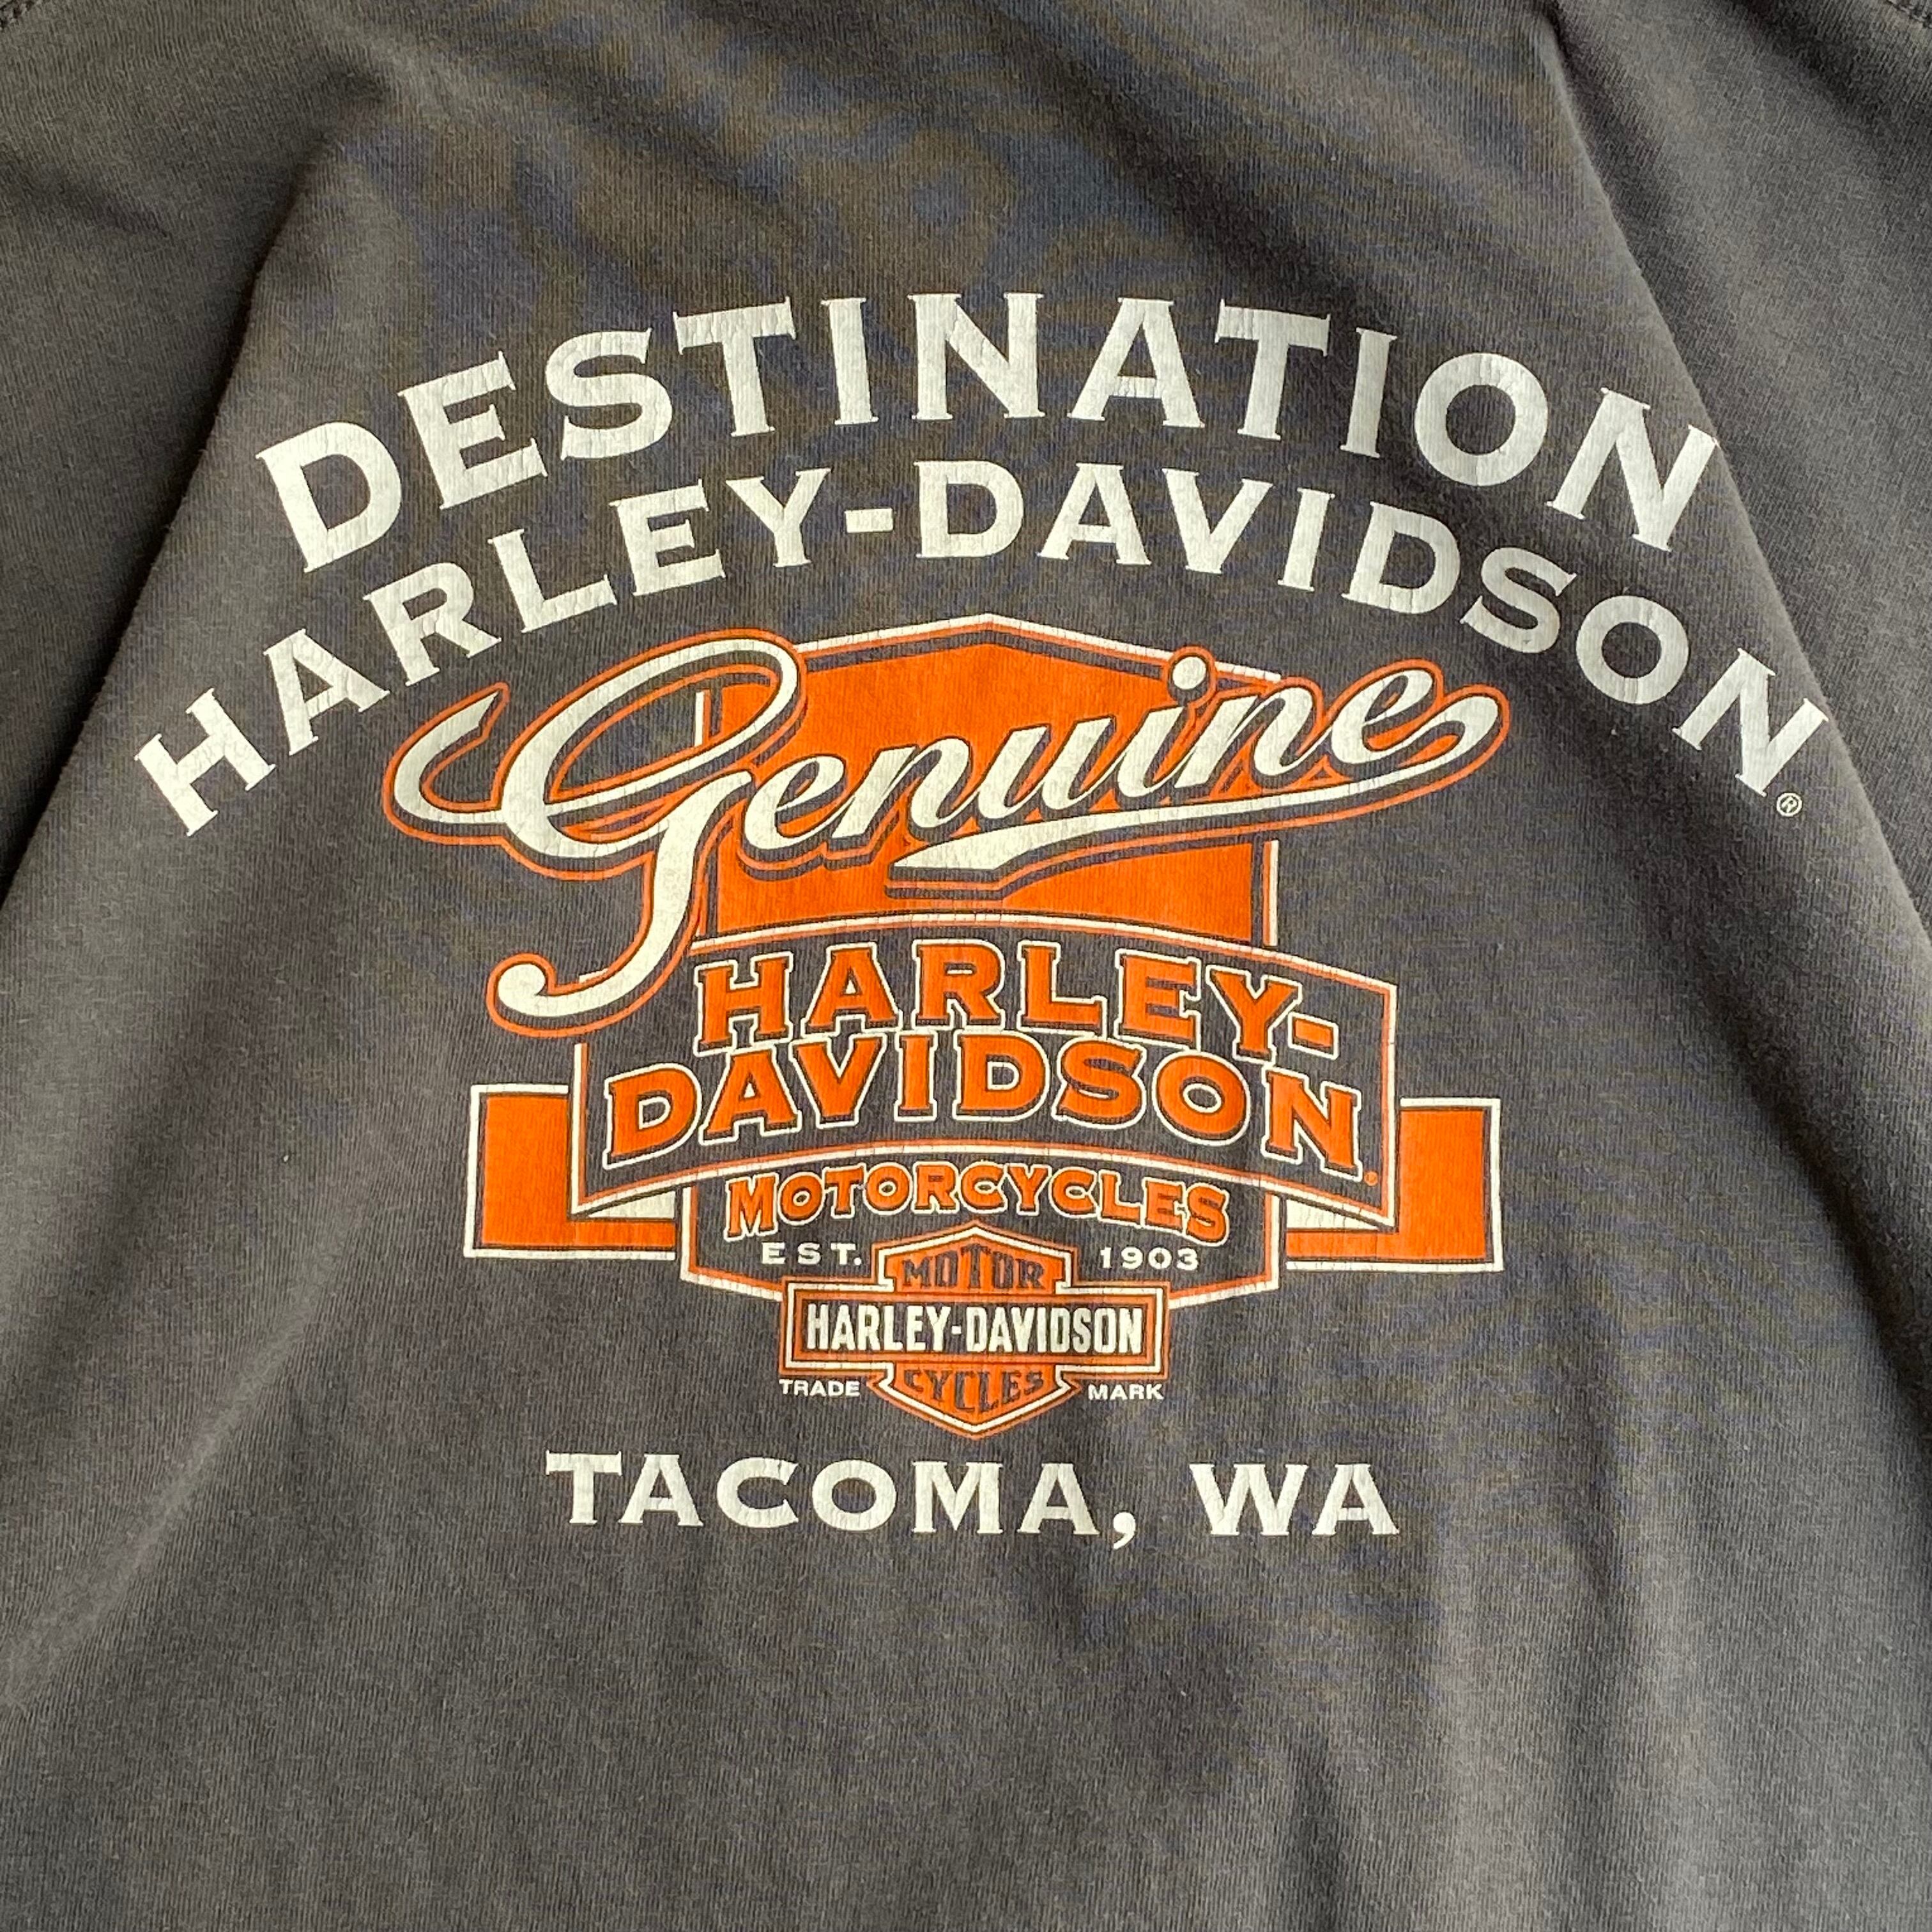 DESTINATION
HARLEY-DAVIDSON®
Genuine
HARLEY-
DAVIDSON®
MOTORCYCLES
EST. 1903
MOTOR
HARLEY-DAVIDSON
CYCLES
TRADE MARK
TACOMA, WA